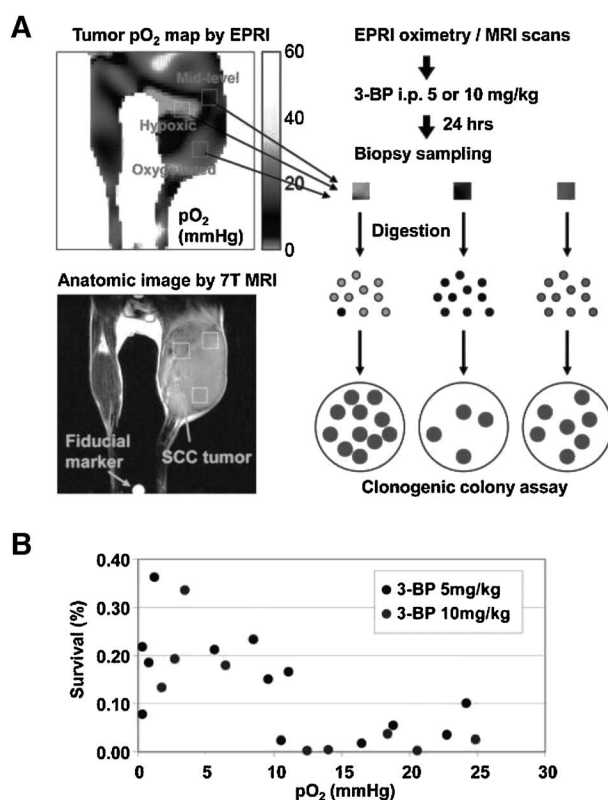 A
Tumor pO2 map by EPRI
60
40
20
0
Mid-level
Hypoxic
Oxygenated
pO2
(mmHg)
EPRI oximetry / MRI scans
3-BP i.p. 5 or 10 mg/kg
24 hrs
Biopsy sampling
Digestion
Anatomic image by 7T MRI
Fiducial
marker
SCC tumor
Clonogenic colony assay
B
Survival (%)
0.40
0.30
0.20
0.10
0.00
3-BP 5mg/kg
3-BP 10mg/kg
0 5 10 15 20 25 30
pO2 (mmHg)